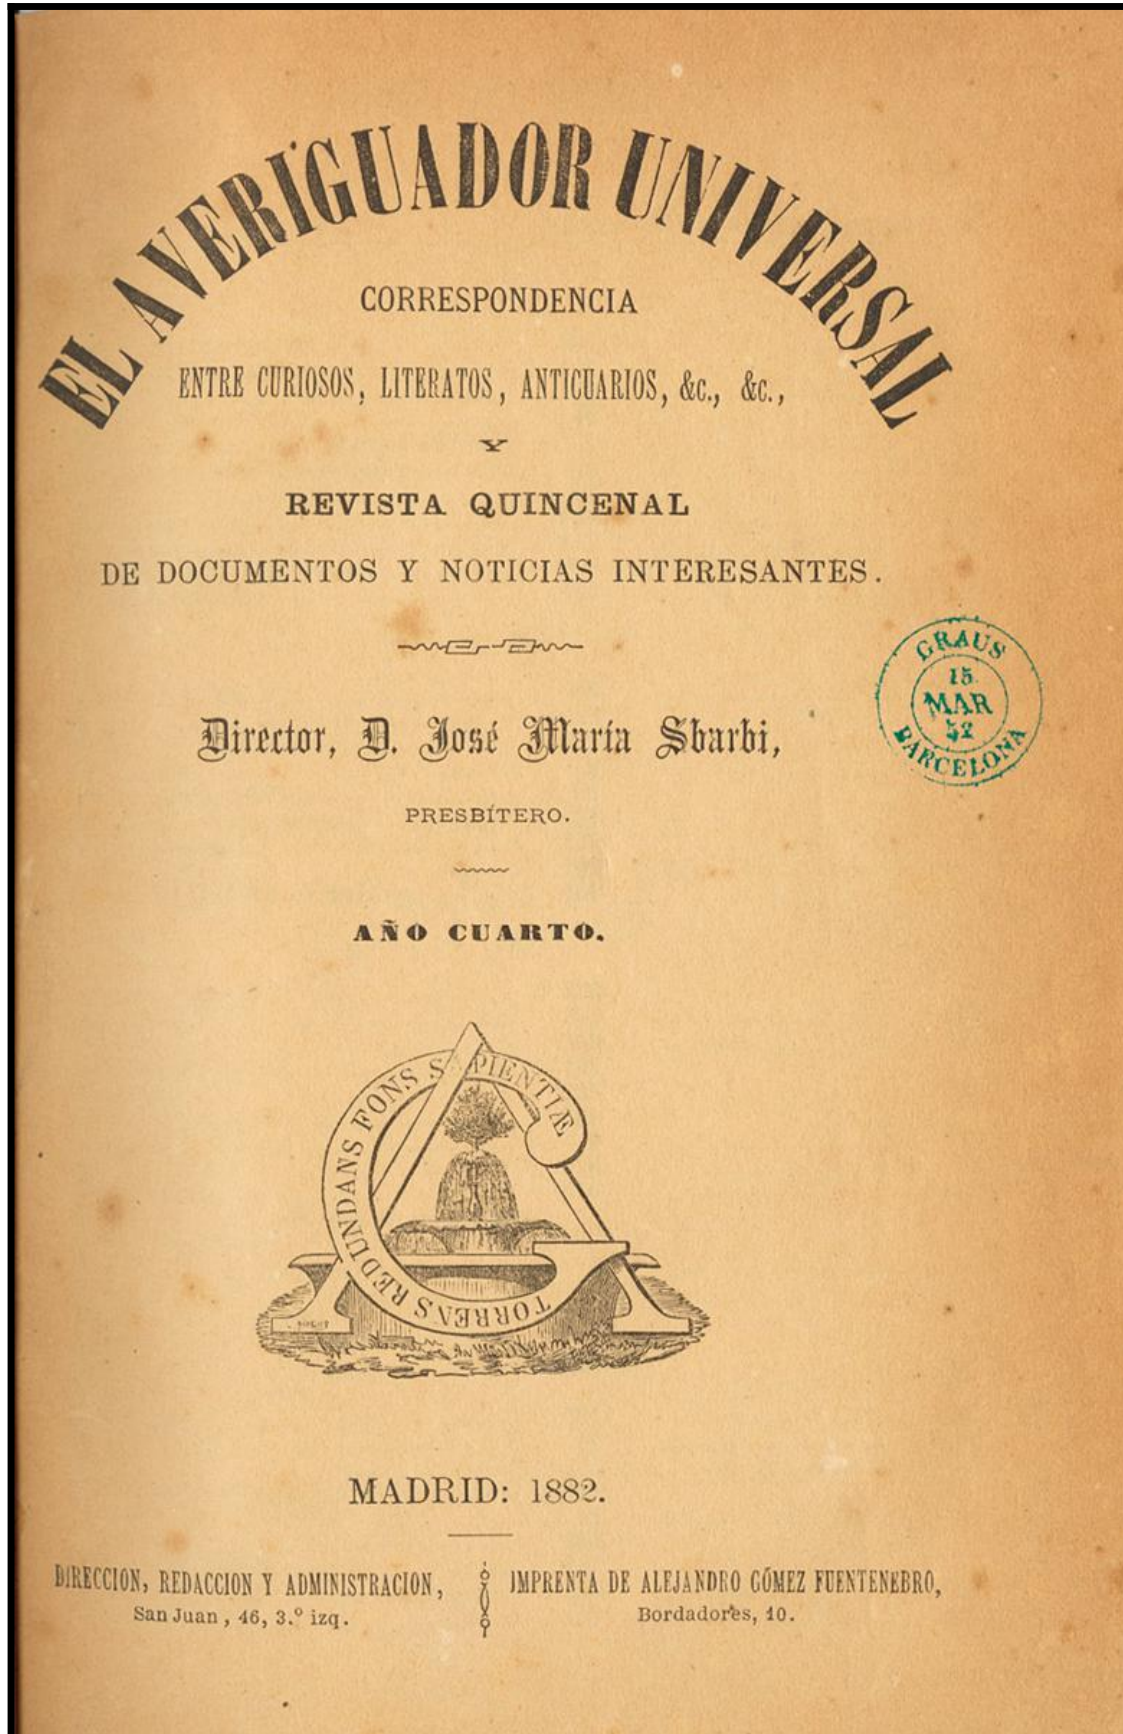 EL AVERIGUADOR UNIVERSAL
CORRESPONDENCIA
ENTRE CURIOSOS, LITERATOS, ANTICUARIOS, &c., &c.,
Y
REVISTA QUINCENAL
DE DOCUMENTOS Y NOTICIAS INTERESANTES.
GRAUS
15
MAR
52
BARCELONA
Director, D. José María Sbarbi,
PRESBÍTERO.
AÑO CUARTO.
TORRENS REDUNDANS FONS SAPIENTIÆ
MADRID: 1882.
DIRECCION, REDACCION Y ADMINISTRACION,
San Juan, 46, 3.º izq.
IMPRENTA DE ALEJANDRO GÓMEZ FUENTENEBRO,
Bordadores, 10.